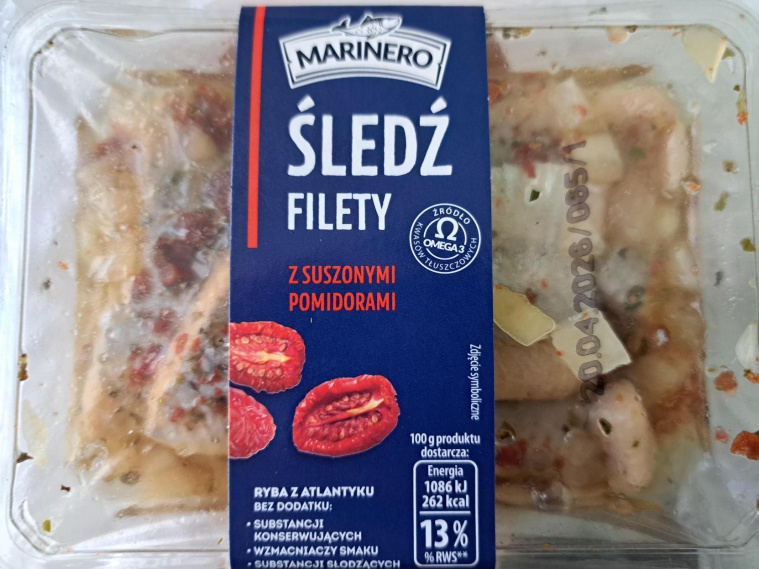 MARINERO
ŚLEDŹ
FILETY
ŹRÓDŁO
Ω
OMEGA 3
KWASÓW TŁUSZCZOWYCH
Z SUSZONYMI
POMIDORAMI
20.04.2026/085/1
Zdjęcie symboliczne
100 g produktu
dostarcza:
Energia
1086 kJ
262 kcal
13%
% RWS**
RYBA Z ATLANTYKU
BEZ DODATKU:
• SUBSTANCJI
KONSERWUJĄCYCH
• WZMACNIACZY SMAKU
• SUBSTANCJI SŁODZĄCYCH